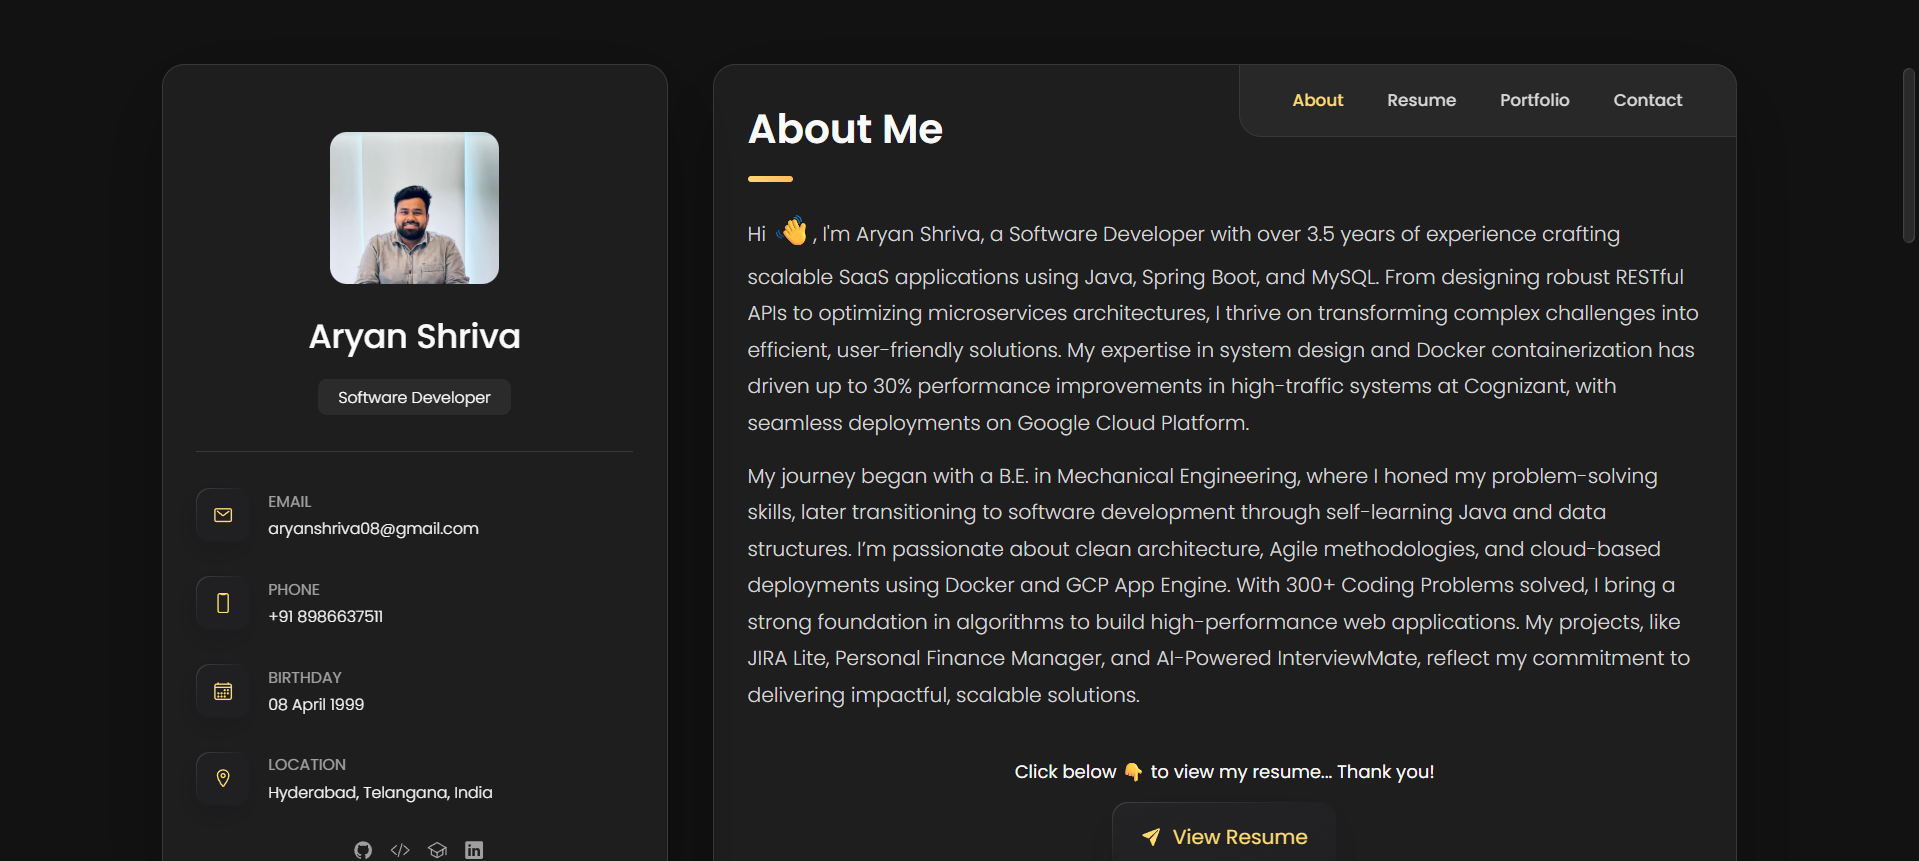 Aryan Shriva
Software Developer
EMAIL
aryanshriva08@gmail.com
PHONE
+91 8986637511
BIRTHDAY
08 April 1999
LOCATION
Hyderabad, Telangana, India
About Resume Portfolio Contact
About Me
Hi 👋 , I'm Aryan Shriva, a Software Developer with over 3.5 years of experience crafting
scalable SaaS applications using Java, Spring Boot, and MySQL. From designing robust RESTful
APIs to optimizing microservices architectures, I thrive on transforming complex challenges into
efficient, user-friendly solutions. My expertise in system design and Docker containerization has
driven up to 30% performance improvements in high-traffic systems at Cognizant, with
seamless deployments on Google Cloud Platform.
My journey began with a B.E. in Mechanical Engineering, where I honed my problem-solving
skills, later transitioning to software development through self-learning Java and data
structures. I’m passionate about clean architecture, Agile methodologies, and cloud-based
deployments using Docker and GCP App Engine. With 300+ Coding Problems solved, I bring a
strong foundation in algorithms to build high-performance web applications. My projects, like
JIRA Lite, Personal Finance Manager, and AI-Powered InterviewMate, reflect my commitment to
delivering impactful, scalable solutions.
Click below 👇 to view my resume... Thank you!
View Resume